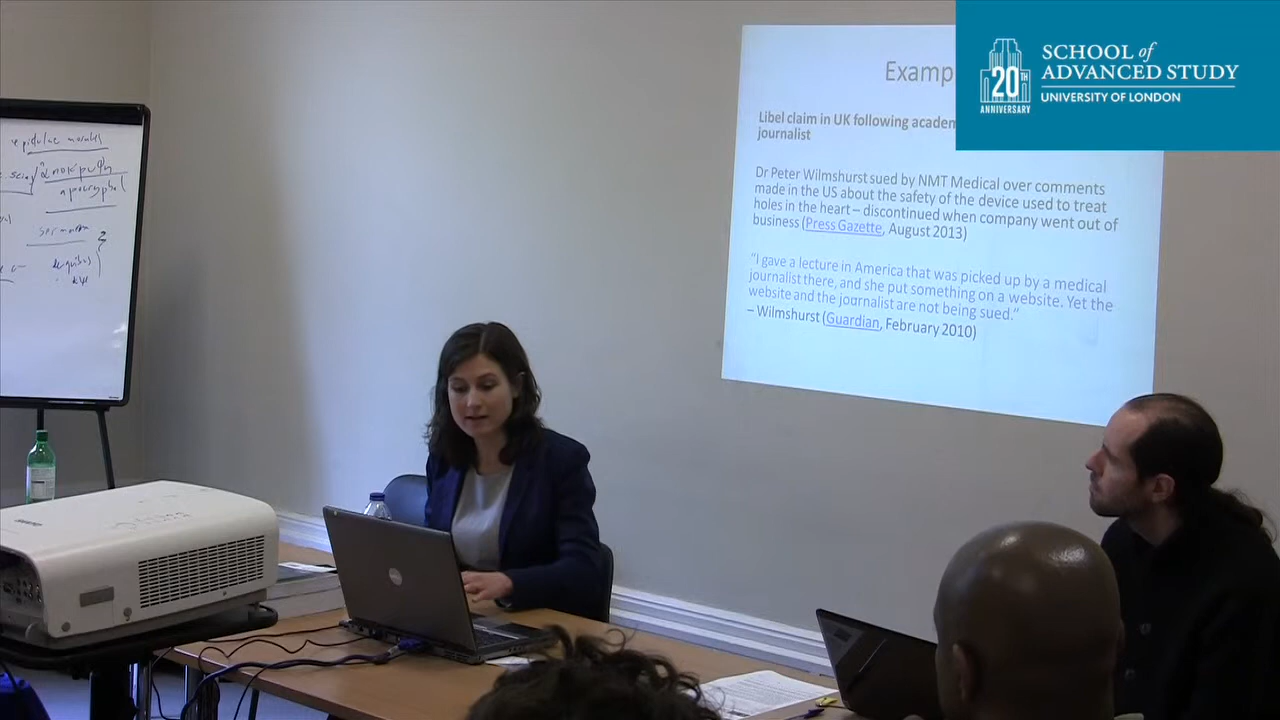 epistulae morales
ἀποκρυφη
apocryphal
Examp
Libel claim in UK following academ
journalist
Dr Peter Wilmshurst sued by NMT Medical over comments
made in the US about the safety of the device used to treat
holes in the heart – discontinued when company went out of
business (Press Gazette, August 2013)
“I gave a lecture in America that was picked up by a medical
journalist there, and she put something on a website. Yet the
website and the journalist are not being sued.”
– Wilmshurst (Guardian, February 2010)
20TH
ANNIVERSARY
SCHOOL of
ADVANCED STUDY
UNIVERSITY OF LONDON